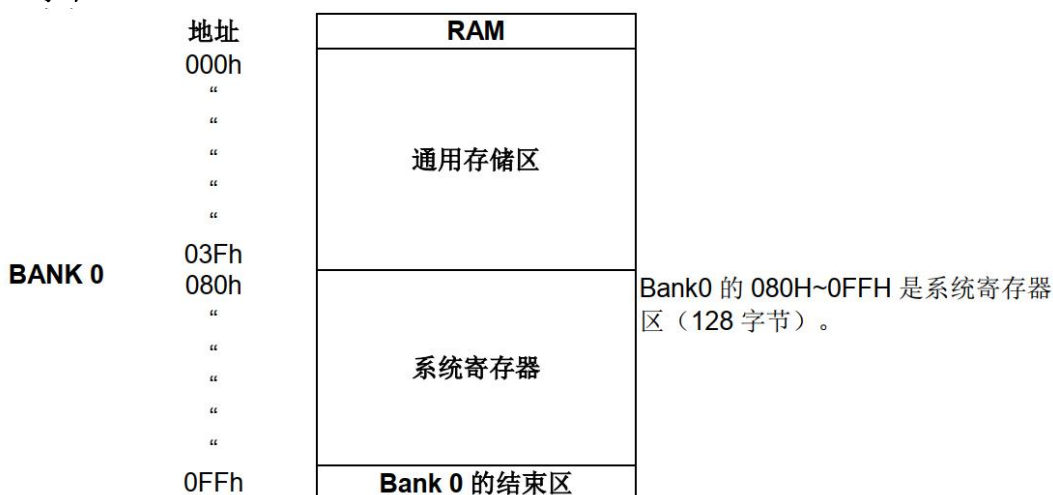 地址 RAM
000h
“
“
“ 通用存储区
“
“
03Fh
BANK 0 080h Bank0 的 080H~0FFH 是系统寄存器
“ 区（128 字节）。
“
“ 系统寄存器
“
“
0FFh Bank 0 的结束区